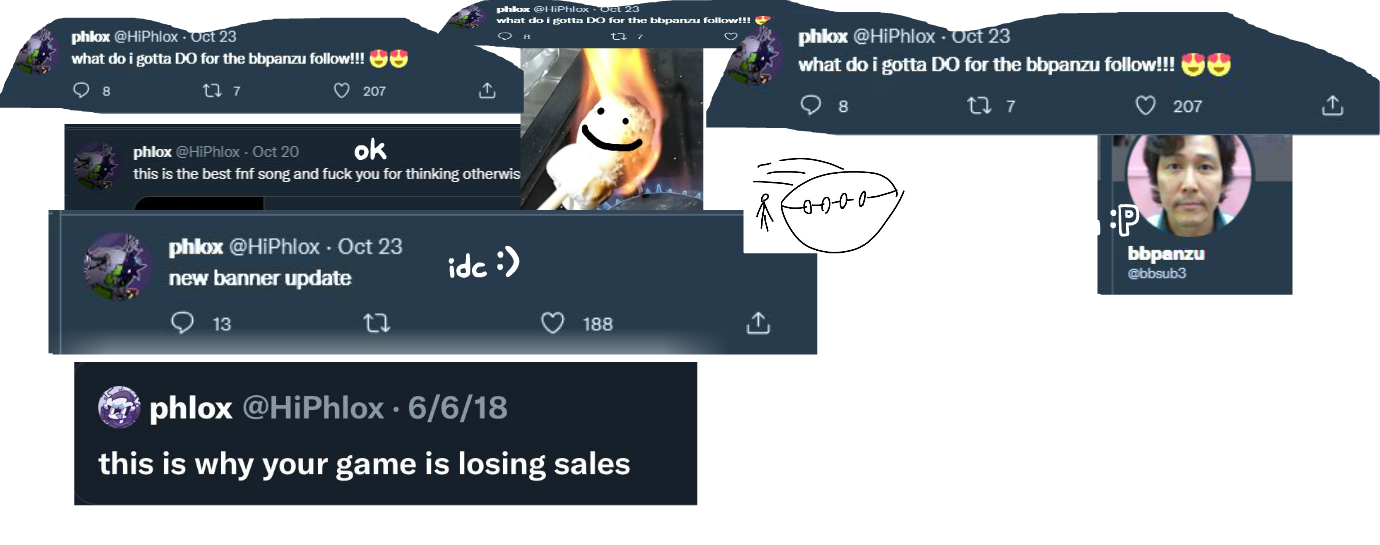 phlox @HiPhlox · Oct 23
what do i gotta DO for the bbpanzu follow!!! 😍
8 7
phlox @HiPhlox · Oct 23
what do i gotta DO for the bbpanzu follow!!! 😍😍
8 7 207
phlox @HiPhlox · Oct 23
what do i gotta DO for the bbpanzu follow!!! 😍😍
8 7 207
phlox @HiPhlox · Oct 20 ok
this is the best fnf song and fuck you for thinking otherwis
:P
bbpanzu
@bbsub3
phlox @HiPhlox · Oct 23
new banner update
idc :)
13 188
phlox @HiPhlox · 6/6/18
this is why your game is losing sales